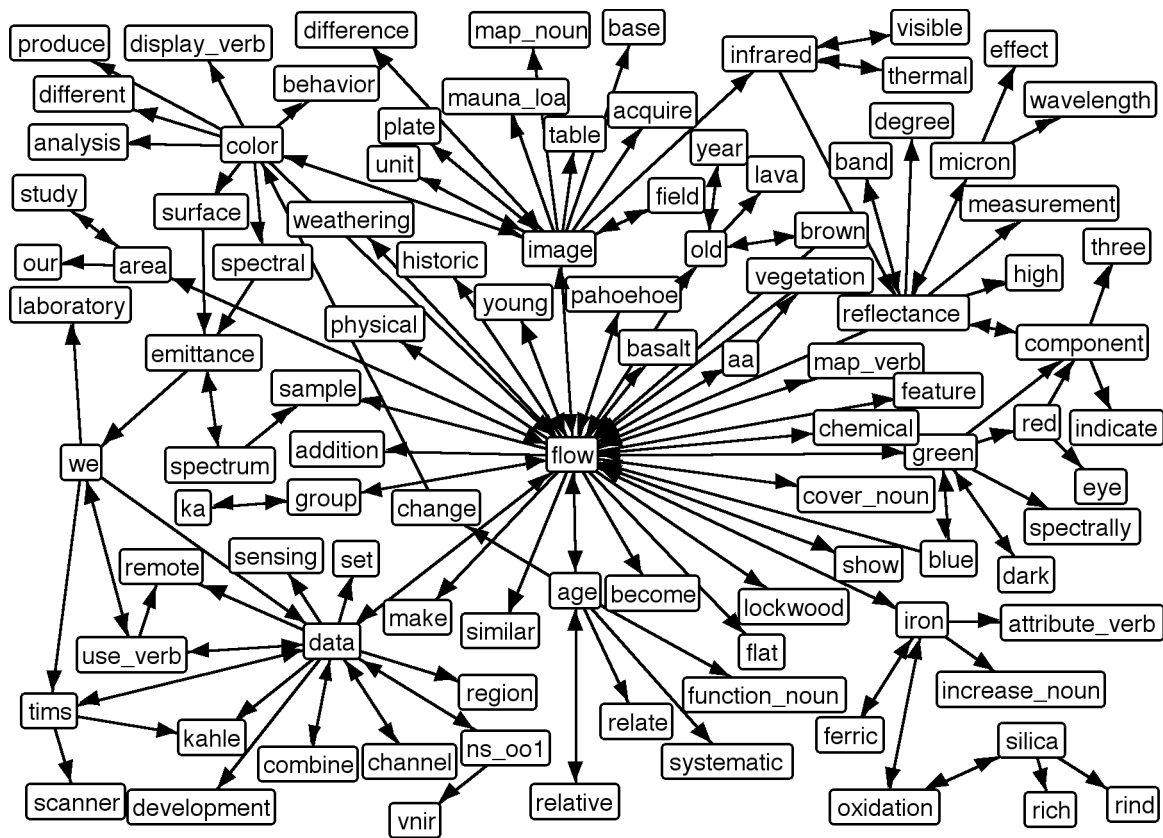 produce
display_verb
difference
map_noun
base
infrared
visible
effect
different
behavior
mauna_loa
thermal
wavelength
analysis
color
plate
table
acquire
degree
unit
year
band
micron
study
surface
weathering
field
lava
measurement
our
area
spectral
historic
image
old
brown
three
laboratory
young
pahoehoe
vegetation
high
physical
reflectance
emittance
basalt
aa
map_verb
component
sample
feature
we
spectrum
addition
flow
chemical
green
red
indicate
ka
group
change
cover_noun
eye
spectrally
remote
sensing
set
show
blue
dark
make
similar
age
become
lockwood
iron
attribute_verb
use_verb
data
flat
tims
region
function_noun
increase_noun
kahle
combine
channel
ns_oo1
relate
systematic
ferric
silica
scanner
development
vnir
relative
oxidation
rich
rind